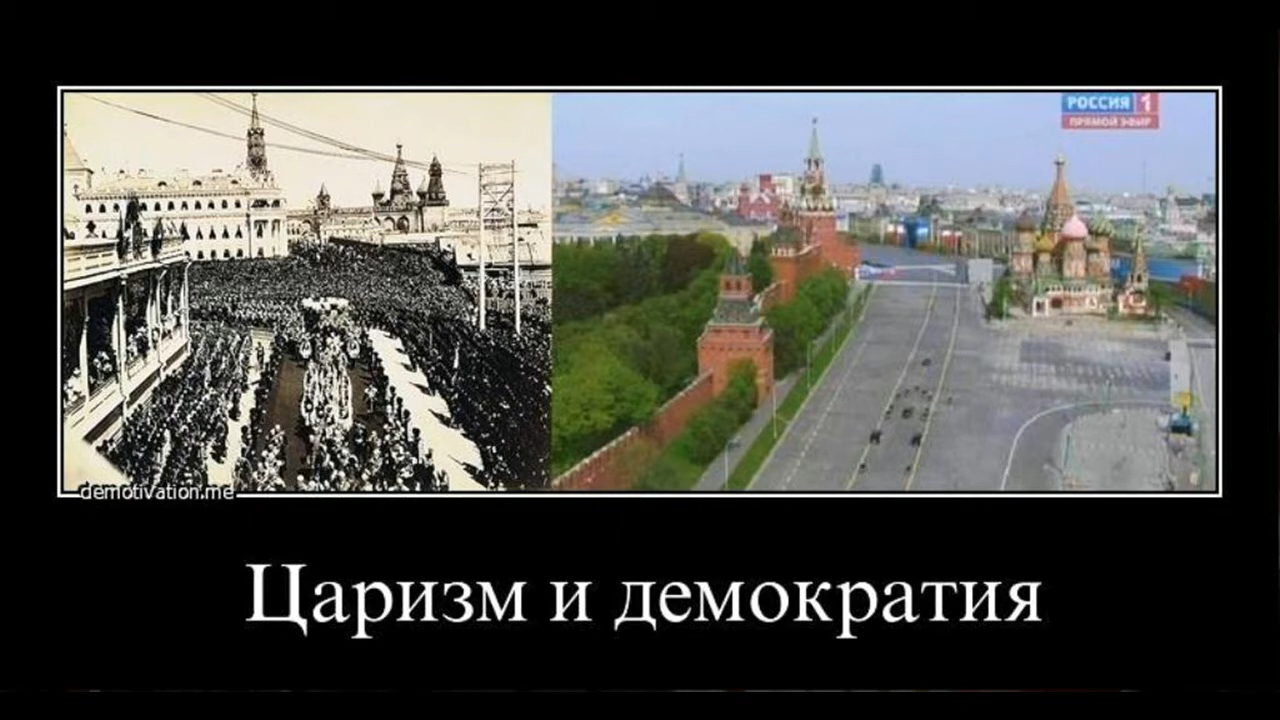 РОССИЯ 1
ПРЯМОЙ ЭФИР
demotivation.me
Царизм и демократия